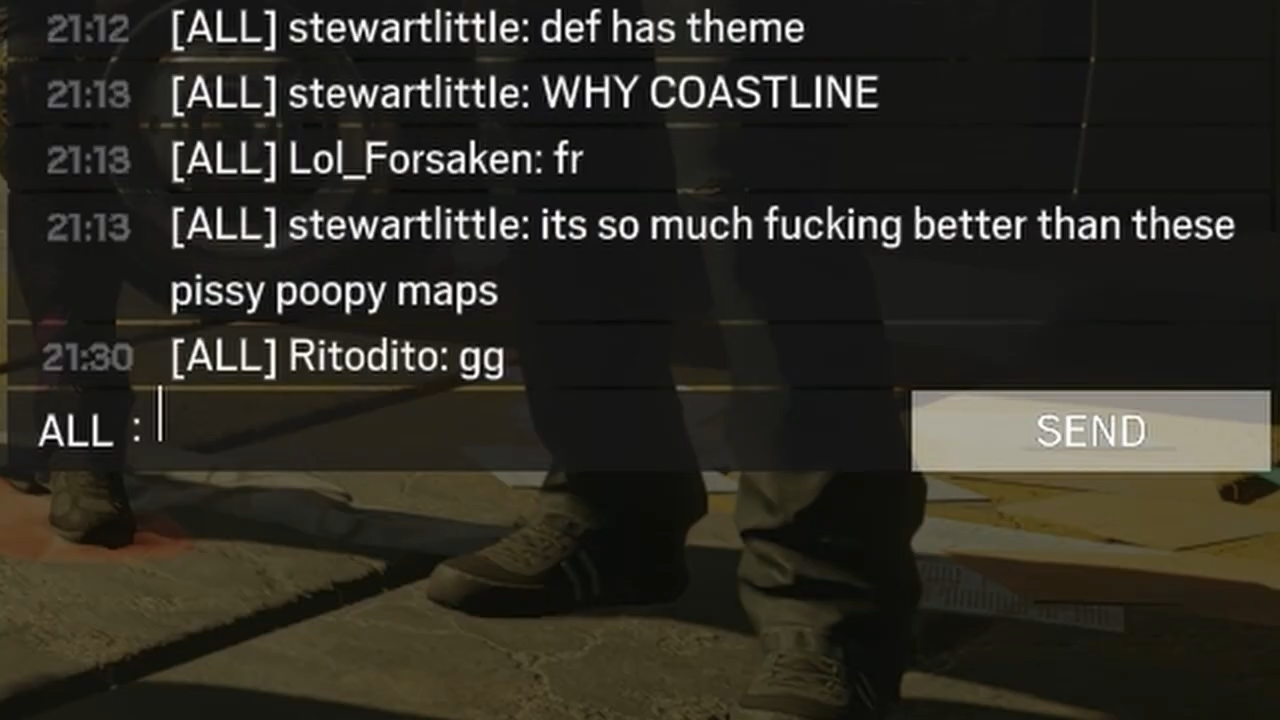 21:12 [ALL] stewartlittle: def has theme
21:13 [ALL] stewartlittle: WHY COASTLINE
21:13 [ALL] Lol_Forsaken: fr
21:13 [ALL] stewartlittle: its so much fucking better than these
pissy poopy maps
21:30 [ALL] Ritodito: gg
ALL : SEND